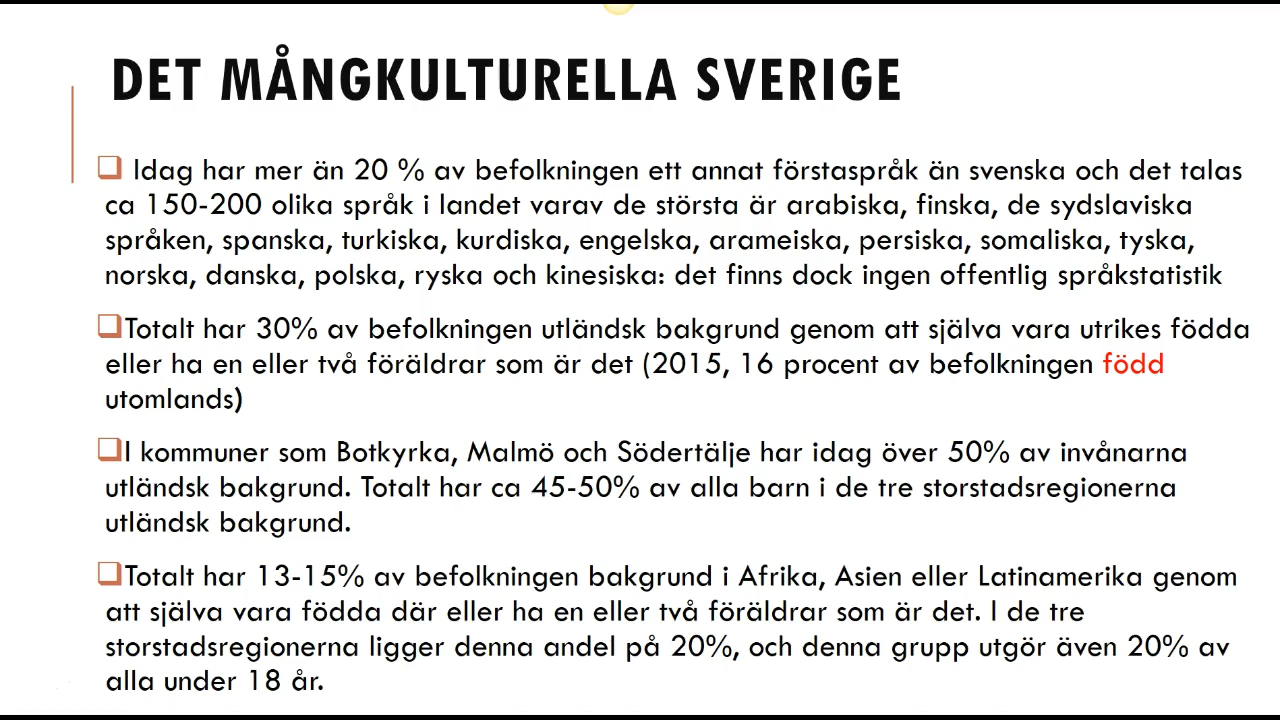 DET MÅNGKULTURELLA SVERIGE
❑ Idag har mer än 20 % av befolkningen ett annat förstaspråk än svenska och det talas
ca 150-200 olika språk i landet varav de största är arabiska, finska, de sydslaviska
språken, spanska, turkiska, kurdiska, engelska, arameiska, persiska, somaliska, tyska,
norska, danska, polska, ryska och kinesiska: det finns dock ingen offentlig språkstatistik
❑Totalt har 30% av befolkningen utländsk bakgrund genom att själva vara utrikes födda
eller ha en eller två föräldrar som är det (2015, 16 procent av befolkningen född
utomlands)
❑I kommuner som Botkyrka, Malmö och Södertälje har idag över 50% av invånarna
utländsk bakgrund. Totalt har ca 45-50% av alla barn i de tre storstadsregionerna
utländsk bakgrund.
❑Totalt har 13-15% av befolkningen bakgrund i Afrika, Asien eller Latinamerika genom
att själva vara födda där eller ha en eller två föräldrar som är det. I de tre
storstadsregionerna ligger denna andel på 20%, och denna grupp utgör även 20% av
alla under 18 år.